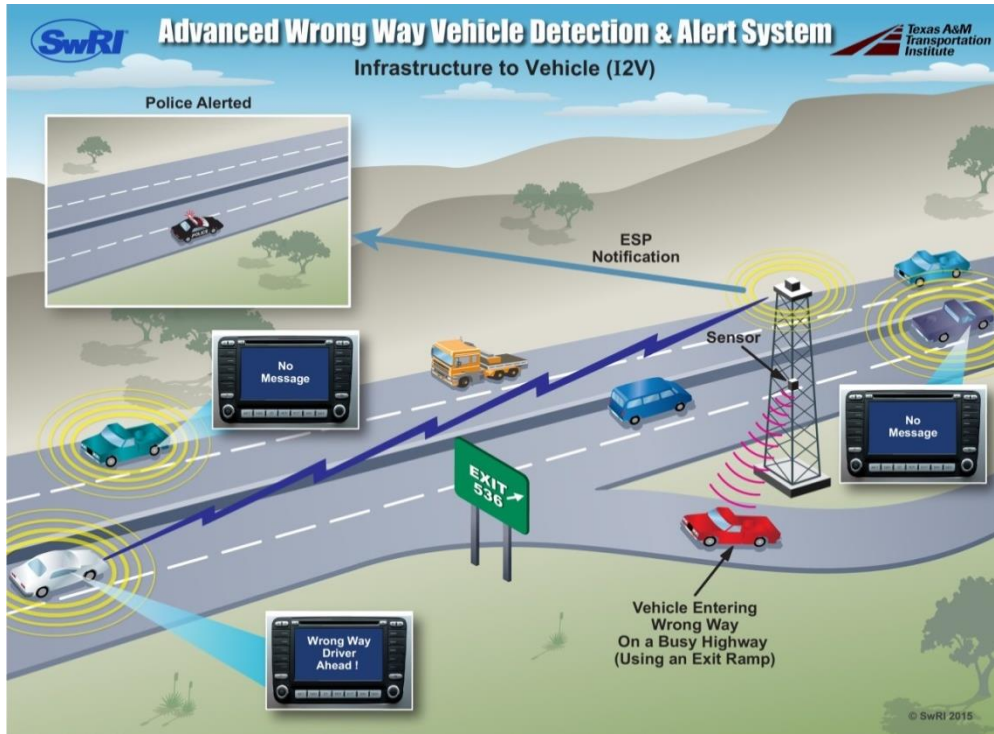 SwRI
Advanced Wrong Way Vehicle Detection & Alert System
Texas A&M
Transportation
Institute
Infrastructure to Vehicle (I2V)
Police Alerted
POLICE
ESP
Notification
Sensor
No
Message
No
Message
EXIT
536
Wrong Way
Driver
Ahead !
Vehicle Entering
Wrong Way
On a Busy Highway
(Using an Exit Ramp)
© SwRI 2015